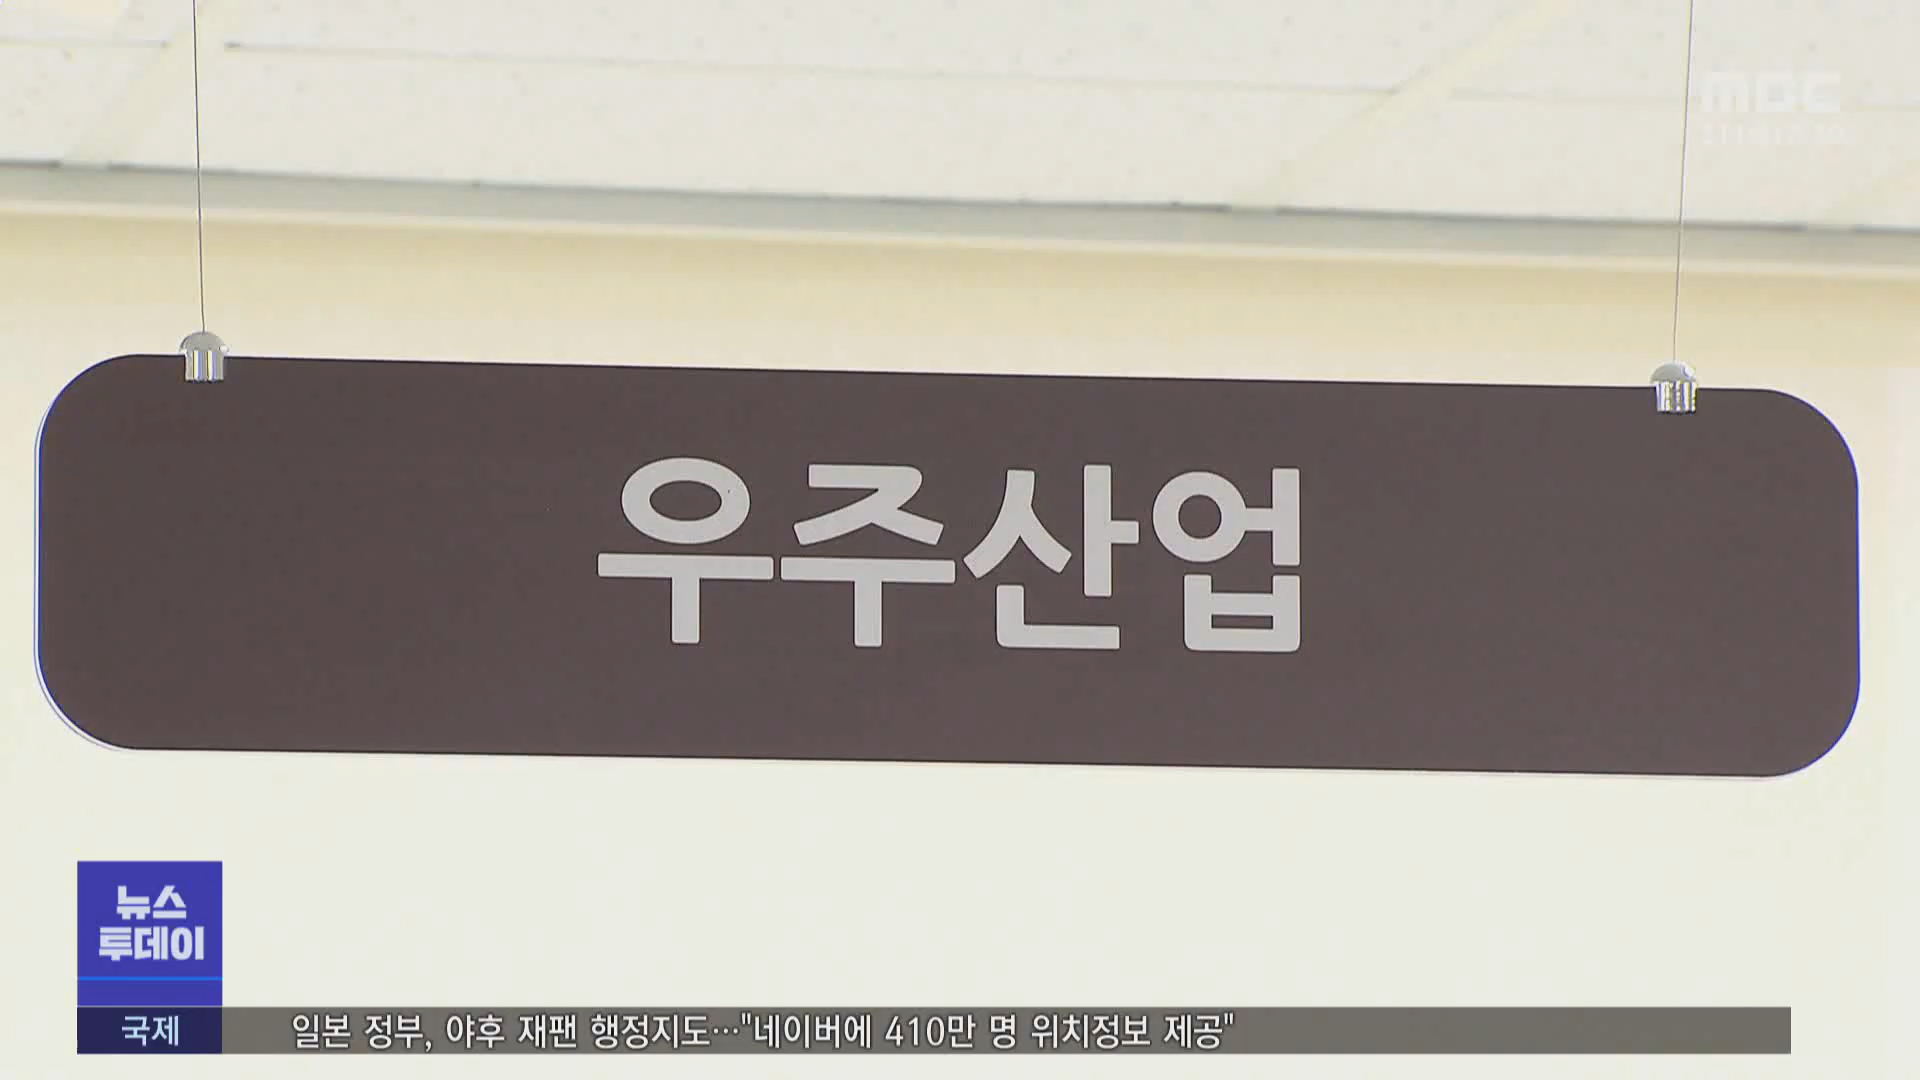 MBC
우주산업
뉴스
투데이
국제
일본 정부, 야후 재팬 행정지도…"네이버에 410만 명 위치정보 제공"